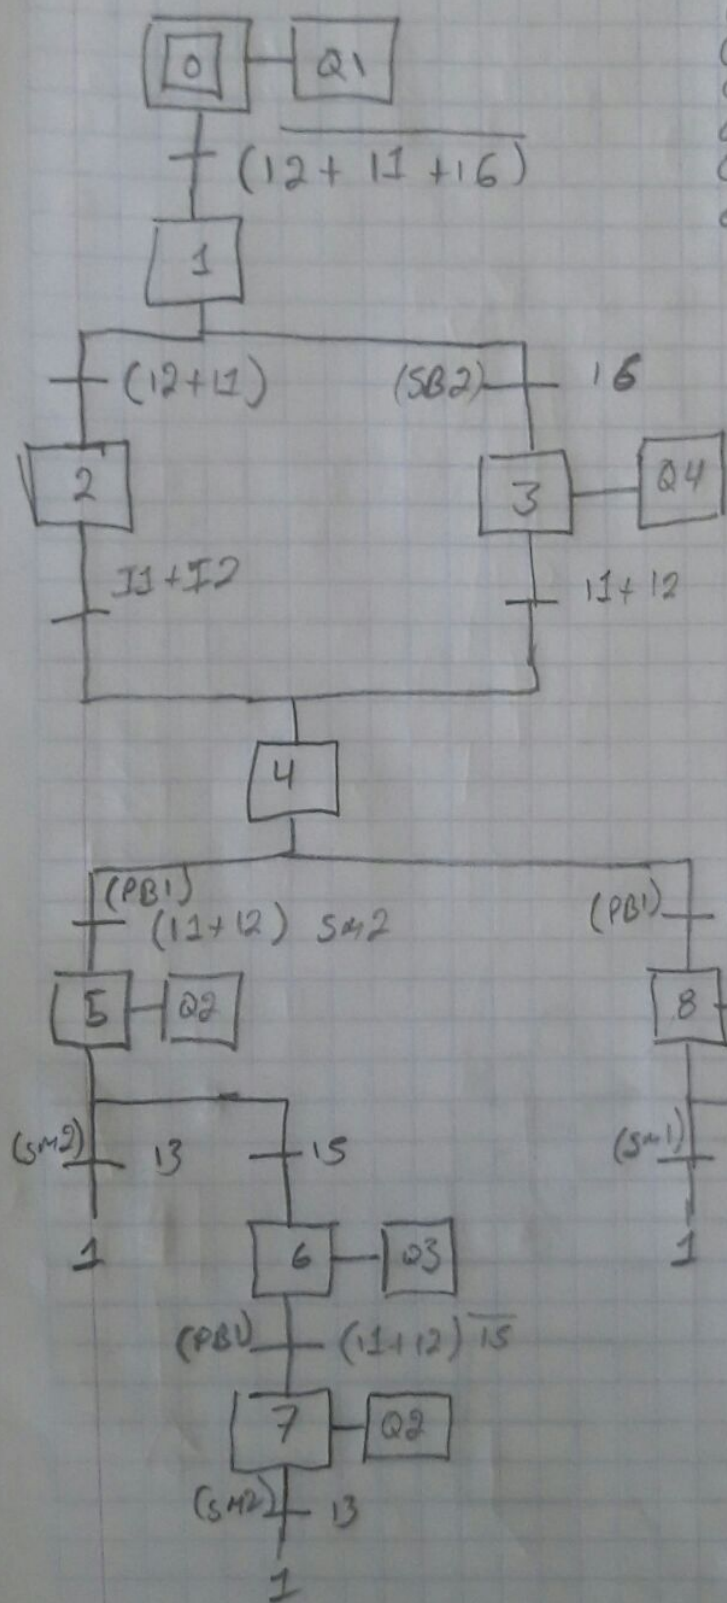 0 Q1
(12 + 11 + 16)
1
(12+11) (SB2) 16
2 3 Q4
I1+I2 11+12
4
(PB1) (PB1)
(11+12) SM2
5 Q2 8
(SM2) 13 15 (SM1)
1 6 Q3 1
(PB1) (11+12) 15
7 Q2
(SM2) 13
1